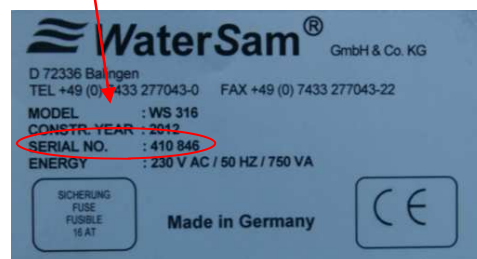 WaterSam® GmbH & Co. KG
D 72336 Balingen
TEL +49 (0) 7433 277043-0 FAX +49 (0) 7433 277043-22
MODEL : WS 316
CONSTR. YEAR : 2012
SERIAL NO. : 410 846
ENERGY : 230 V AC / 50 HZ / 750 VA
SICHERUNG
FUSE
FUSIBLE
16 AT
Made in Germany
CE